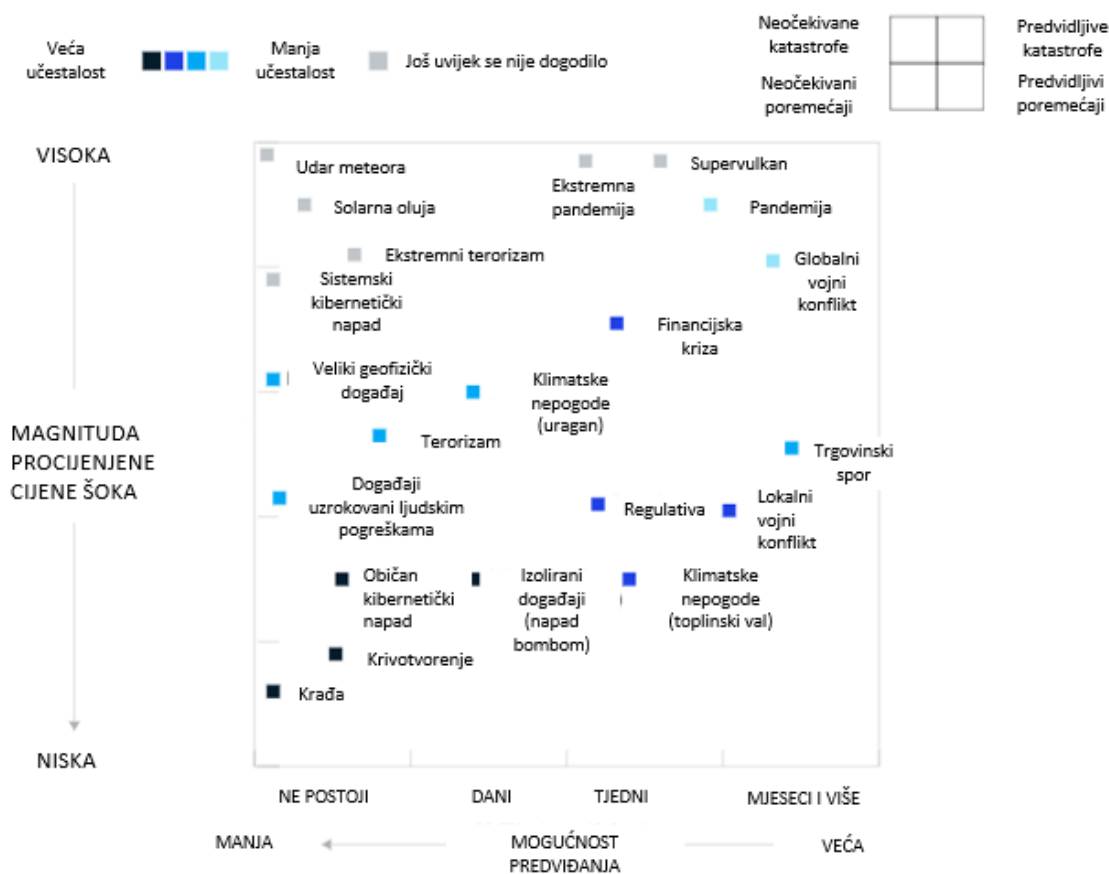 Veća
učestalost
Manja
učestalost
Još uvijek se nije dogodilo
Neočekivane
katastrofe
Predvidljive
katastrofe
Neočekivani
poremećaji
Predvidljivi
poremećaji
VISOKA
Udar meteora
Supervulkan
Ekstremna
pandemija
Solarna oluja
Pandemija
Ekstremni terorizam
Globalni
vojni
konflikt
Sistemski
kibernetički
napad
Financijska
kriza
Veliki geofizički
događaj
Klimatske
nepogode
(uragan)
MAGNITUDA
PROCIJENJENE
CIJENE ŠOKA
Terorizam
Trgovinski
spor
Događaji
uzrokovani ljudskim
pogreškama
Regulativa
Lokalni
vojni
konflikt
Običan
kibernetički
napad
Izolirani
događaji
(napad
bombom)
Klimatske
nepogode
(toplinski val)
Krivotvorenje
Krađa
NISKA
NE POSTOJI
DANI
TJEDNI
MJESECI I VIŠE
MANJA
MOGUĆNOST
PREDVIĐANJA
VEĆA